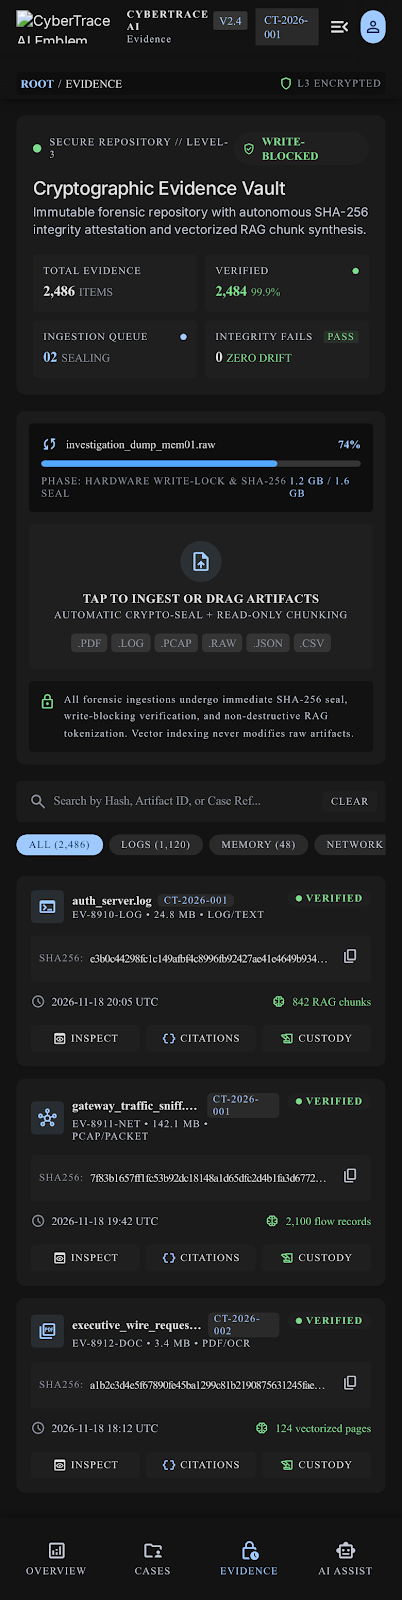 CyberTrace
AI Emblem
CYBERTRACE
AI
Evidence
V2.4
CT-2026-
001
ROOT / EVIDENCE
L3 ENCRYPTED
SECURE REPOSITORY // LEVEL-
3
WRITE-
BLOCKED
Cryptographic Evidence Vault
Immutable forensic repository with autonomous SHA-256
integrity attestation and vectorized RAG chunk synthesis.
TOTAL EVIDENCE
2,486 ITEMS
VERIFIED
2,484 99.9%
INGESTION QUEUE
02 SEALING
INTEGRITY FAILS PASS
0 ZERO DRIFT
investigation_dump_mem01.raw 74%
PHASE: HARDWARE WRITE-LOCK & SHA-256
SEAL
1.2 GB / 1.6
GB
TAP TO INGEST OR DRAG ARTIFACTS
AUTOMATIC CRYPTO-SEAL + READ-ONLY CHUNKING
.PDF .LOG .PCAP .RAW .JSON .CSV
All forensic ingestions undergo immediate SHA-256 seal,
write-blocking verification, and non-destructive RAG
tokenization. Vector indexing never modifies raw artifacts.
Search by Hash, Artifact ID, or Case Ref... CLEAR
ALL (2,486) LOGS (1,120) MEMORY (48) NETWORK
auth_server.log CT-2026-001 VERIFIED
EV-8910-LOG • 24.8 MB • LOG/TEXT
SHA256: e3b0c44298fc1c149afbf4c8996fb92427ae41e4649b934...
2026-11-18 20:05 UTC 842 RAG chunks
INSPECT CITATIONS CUSTODY
gateway_traffic_sniff.... CT-2026-
001
VERIFIED
EV-8911-NET • 142.1 MB •
PCAP/PACKET
SHA256: 7f83b1657ff1fc53b92dc18148a1d65dfc2d4b1fa3d6772...
2026-11-18 19:42 UTC 2,100 flow records
INSPECT CITATIONS CUSTODY
executive_wire_reques... CT-2026-
002
VERIFIED
EV-8912-DOC • 3.4 MB • PDF/OCR
SHA256: a1b2c3d4e5f67890fe45ba1299c81b2190875631245fae...
2026-11-18 18:12 UTC 124 vectorized pages
INSPECT CITATIONS CUSTODY
OVERVIEW CASES EVIDENCE AI ASSIST